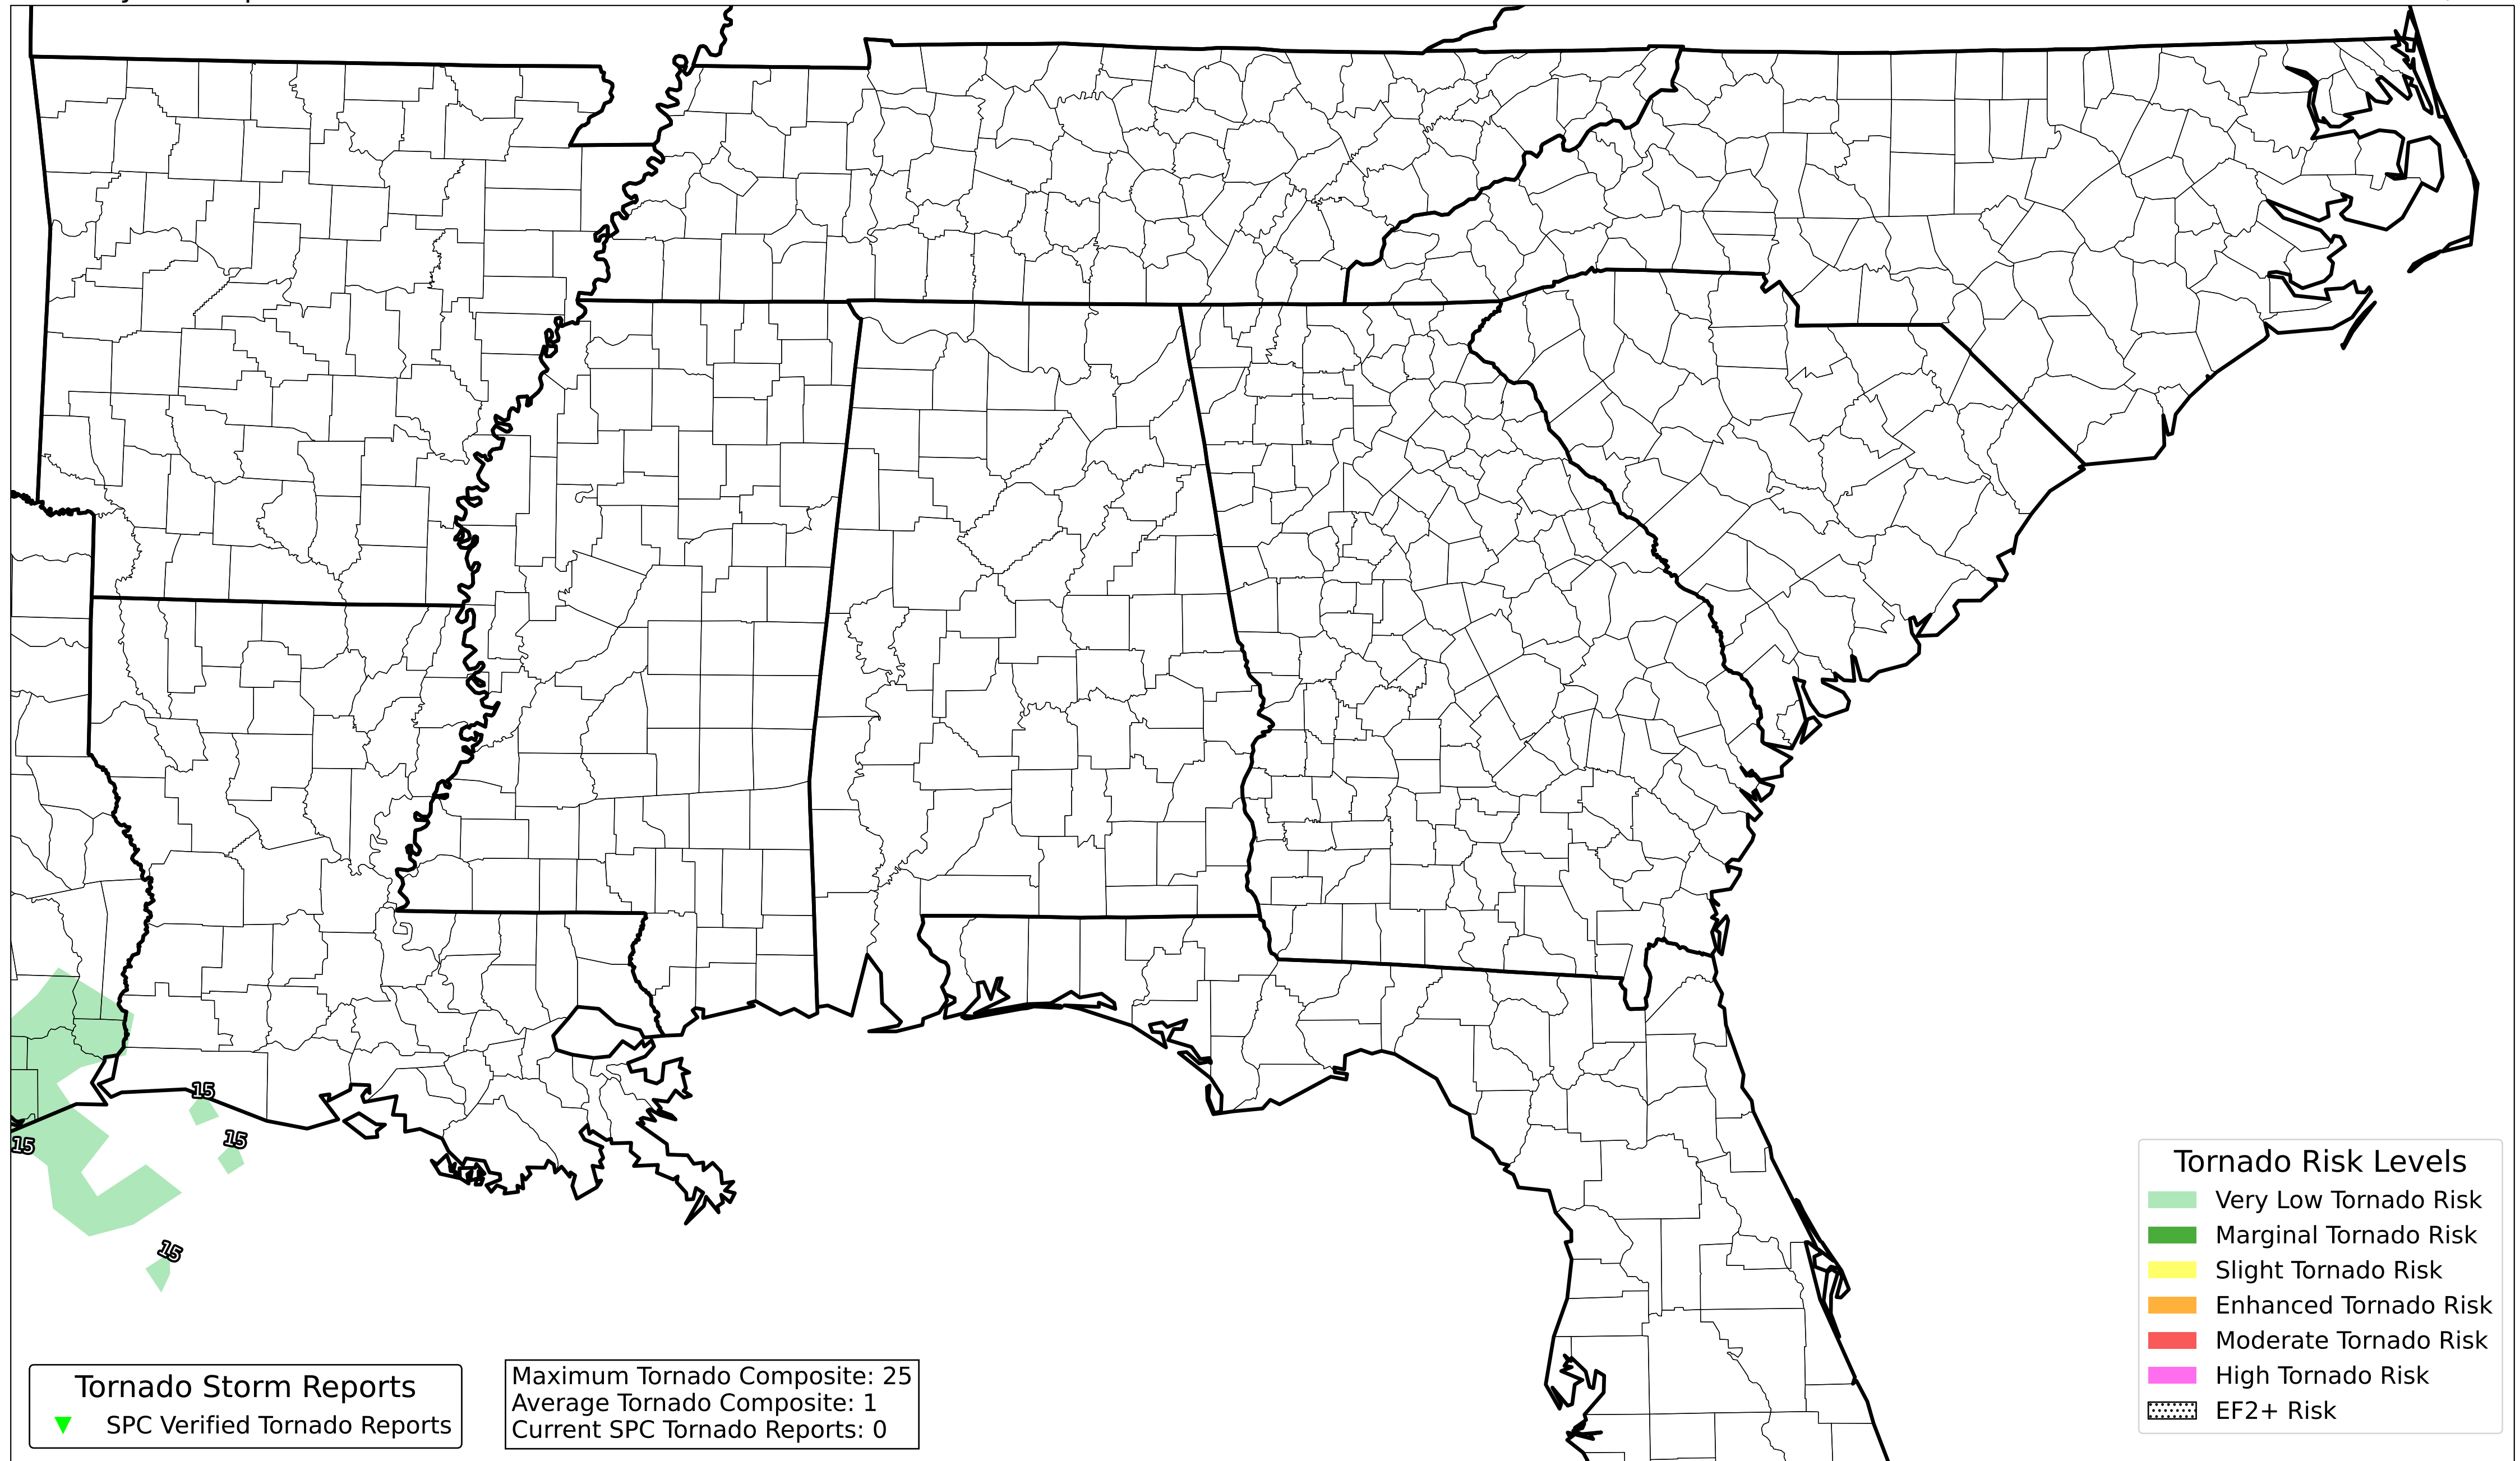 15
15
15
15
Tornado Risk Levels
Very Low Tornado Risk
Marginal Tornado Risk
Slight Tornado Risk
Enhanced Tornado Risk
Moderate Tornado Risk
High Tornado Risk
EF2+ Risk
Tornado Storm Reports
SPC Verified Tornado Reports
Maximum Tornado Composite: 25
Average Tornado Composite: 1
Current SPC Tornado Reports: 0